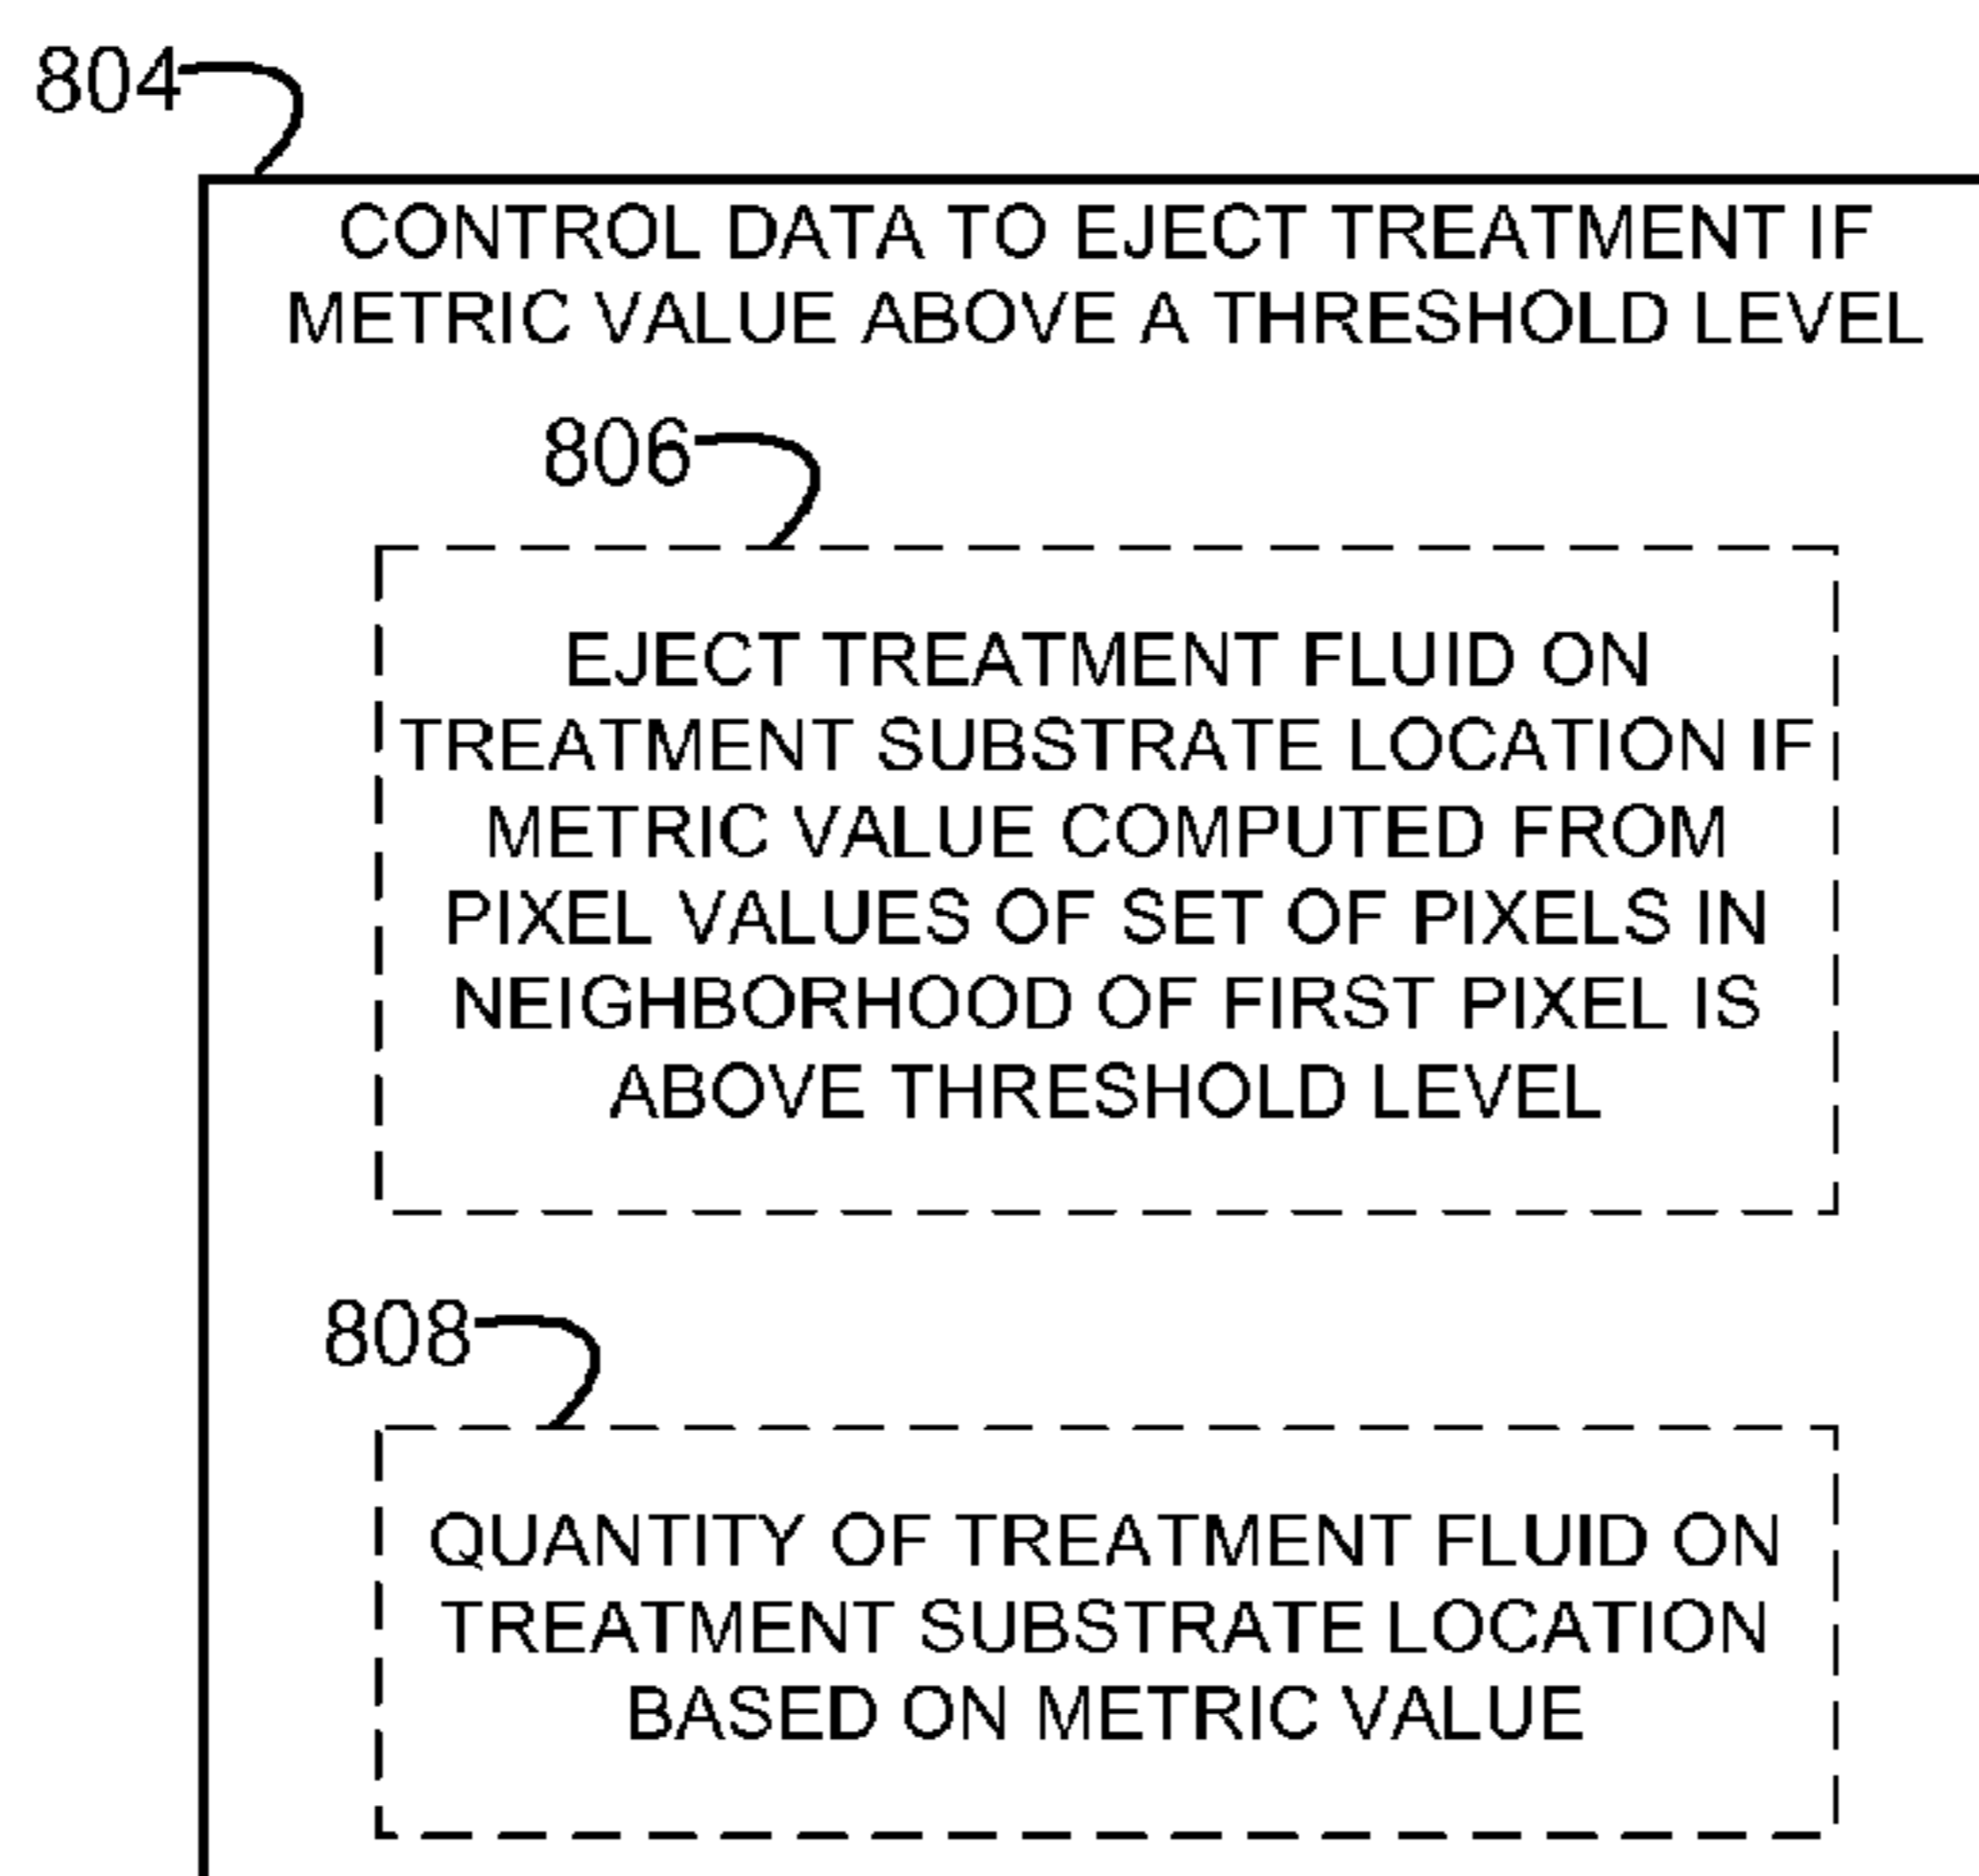 804
CONTROL DATA TO EJECT TREATMENT IF
METRIC VALUE ABOVE A THRESHOLD LEVEL
806
EJECT TREATMENT FLUID ON
TREATMENT SUBSTRATE LOCATION IF
METRIC VALUE COMPUTED FROM
PIXEL VALUES OF SET OF PIXELS IN
NEIGHBORHOOD OF FIRST PIXEL IS
ABOVE THRESHOLD LEVEL
808
QUANTITY OF TREATMENT FLUID ON
TREATMENT SUBSTRATE LOCATION
BASED ON METRIC VALUE